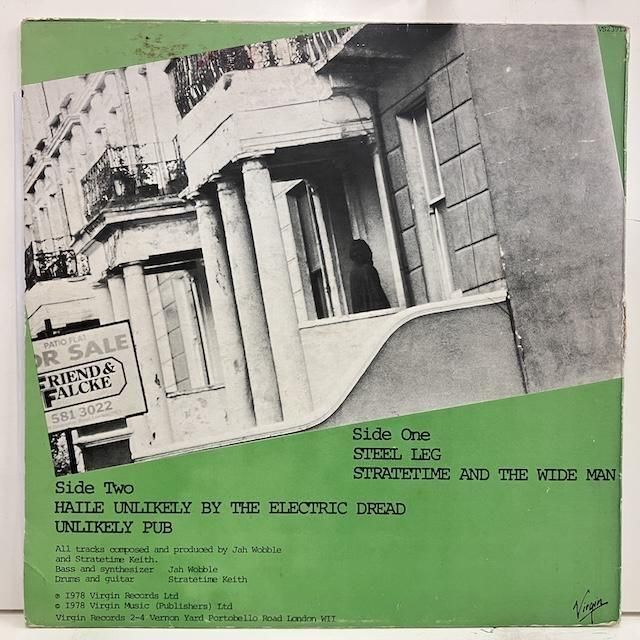 VS23912
PATIO FLAT
OR SALE
FRIEND &
FALCKE
581 3022
Side One
STEEL LEG
STRATETIME AND THE WIDE MAN
Side Two
HAILE UNLIKELY BY THE ELECTRIC DREAD
UNLIKELY PUB
All tracks composed and produced by Jah Wobble
and Stratetime Keith.
Bass and synthesizer Jah Wobble
Drums and guitar Stratetime Keith
℗ 1978 Virgin Records Ltd
© 1978 Virgin Music (Publishers) Ltd
Virgin Records 2-4 Vernon Yard Portobello Road London W11
Virgin